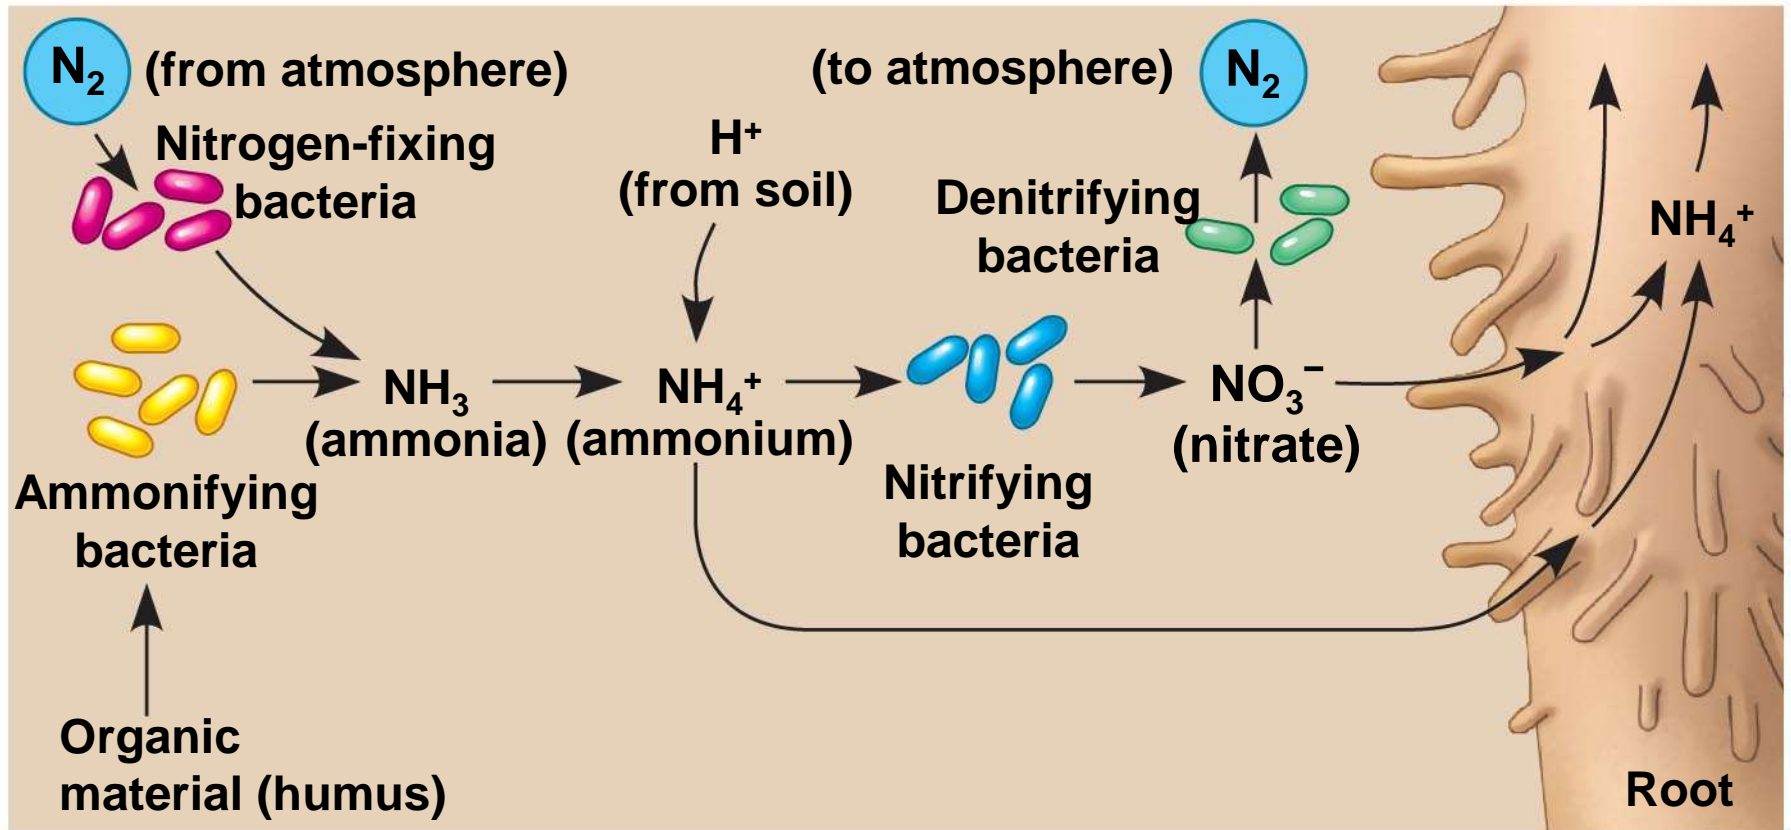 N₂ (from atmosphere)
Nitrogen-fixing
bacteria
(to atmosphere) N₂
H⁺
(from soil)
Denitrifying
bacteria
NH₄⁺
NH₃
(ammonia)
NH₄⁺
(ammonium)
NO₃⁻
(nitrate)
Ammonifying
bacteria
Nitrifying
bacteria
Organic
material (humus)
Root